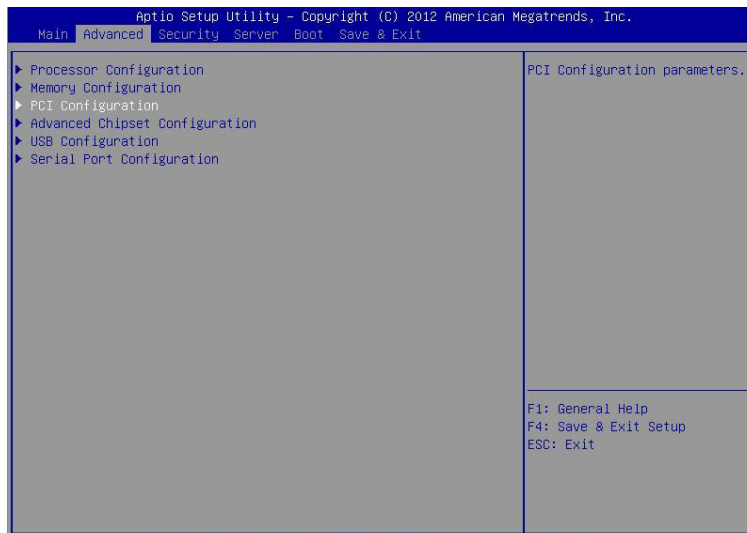 Aptio Setup Utility – Copyright (C) 2012 American Megatrends, Inc.
Main Advanced Security Server Boot Save & Exit
Processor Configuration
Memory Configuration
PCI Configuration
Advanced Chipset Configuration
USB Configuration
Serial Port Configuration
PCI Configuration parameters.
F1: General Help
F4: Save & Exit Setup
ESC: Exit